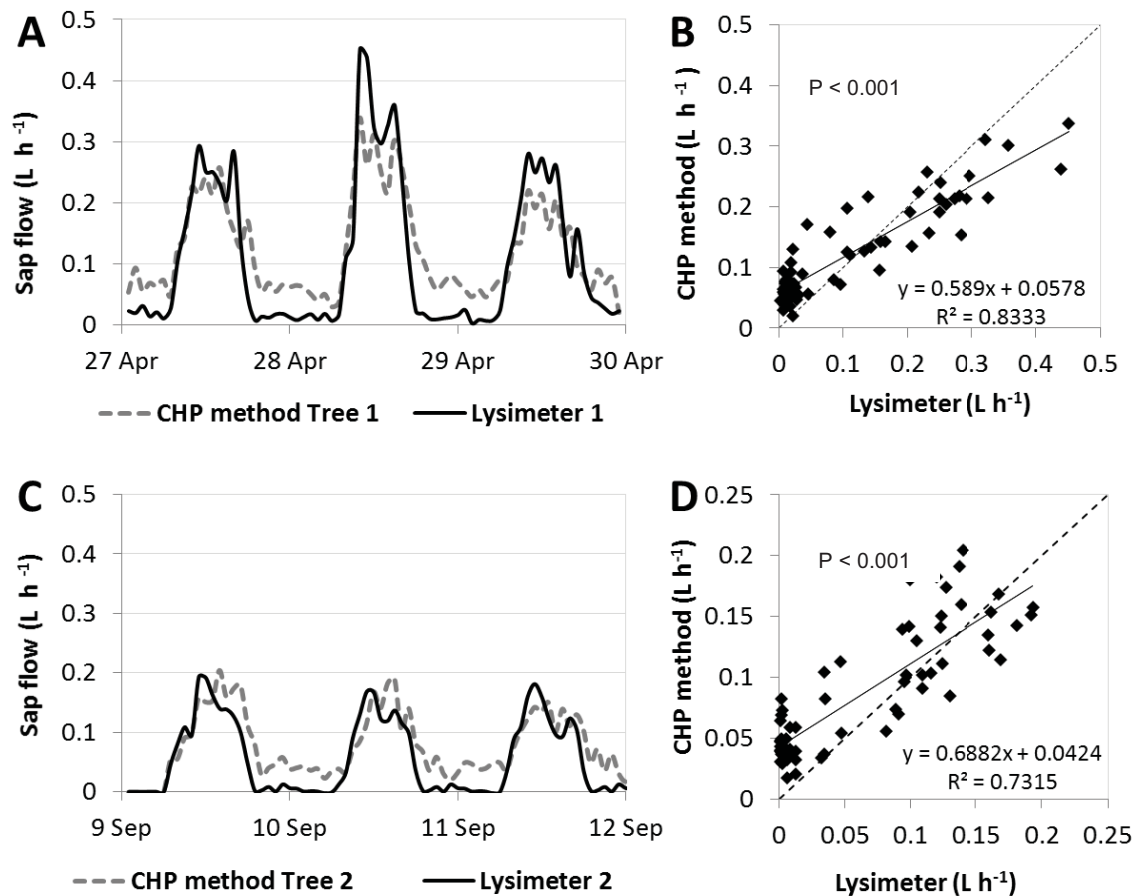 A
Sap flow (L h -1)
0.5
0.4
0.3
0.2
0.1
0
27 Apr 28 Apr 29 Apr 30 Apr
CHP method Tree 1 Lysimeter 1
B
CHP method (L h-1)
0.5
0.4
0.3
0.2
0.1
0
P < 0.001
y = 0.589x + 0.0578
R² = 0.8333
0 0.1 0.2 0.3 0.4 0.5
Lysimeter (L h-1)
C
Sap flow (L h -1)
0.5
0.4
0.3
0.2
0.1
0
9 Sep 10 Sep 11 Sep 12 Sep
CHP method Tree 2 Lysimeter 2
D
CHP method (L h-1)
0.25
0.2
0.15
0.1
0.05
0
P < 0.001
y = 0.6882x + 0.0424
R² = 0.7315
0 0.05 0.1 0.15 0.2 0.25
Lysimeter (L h-1)